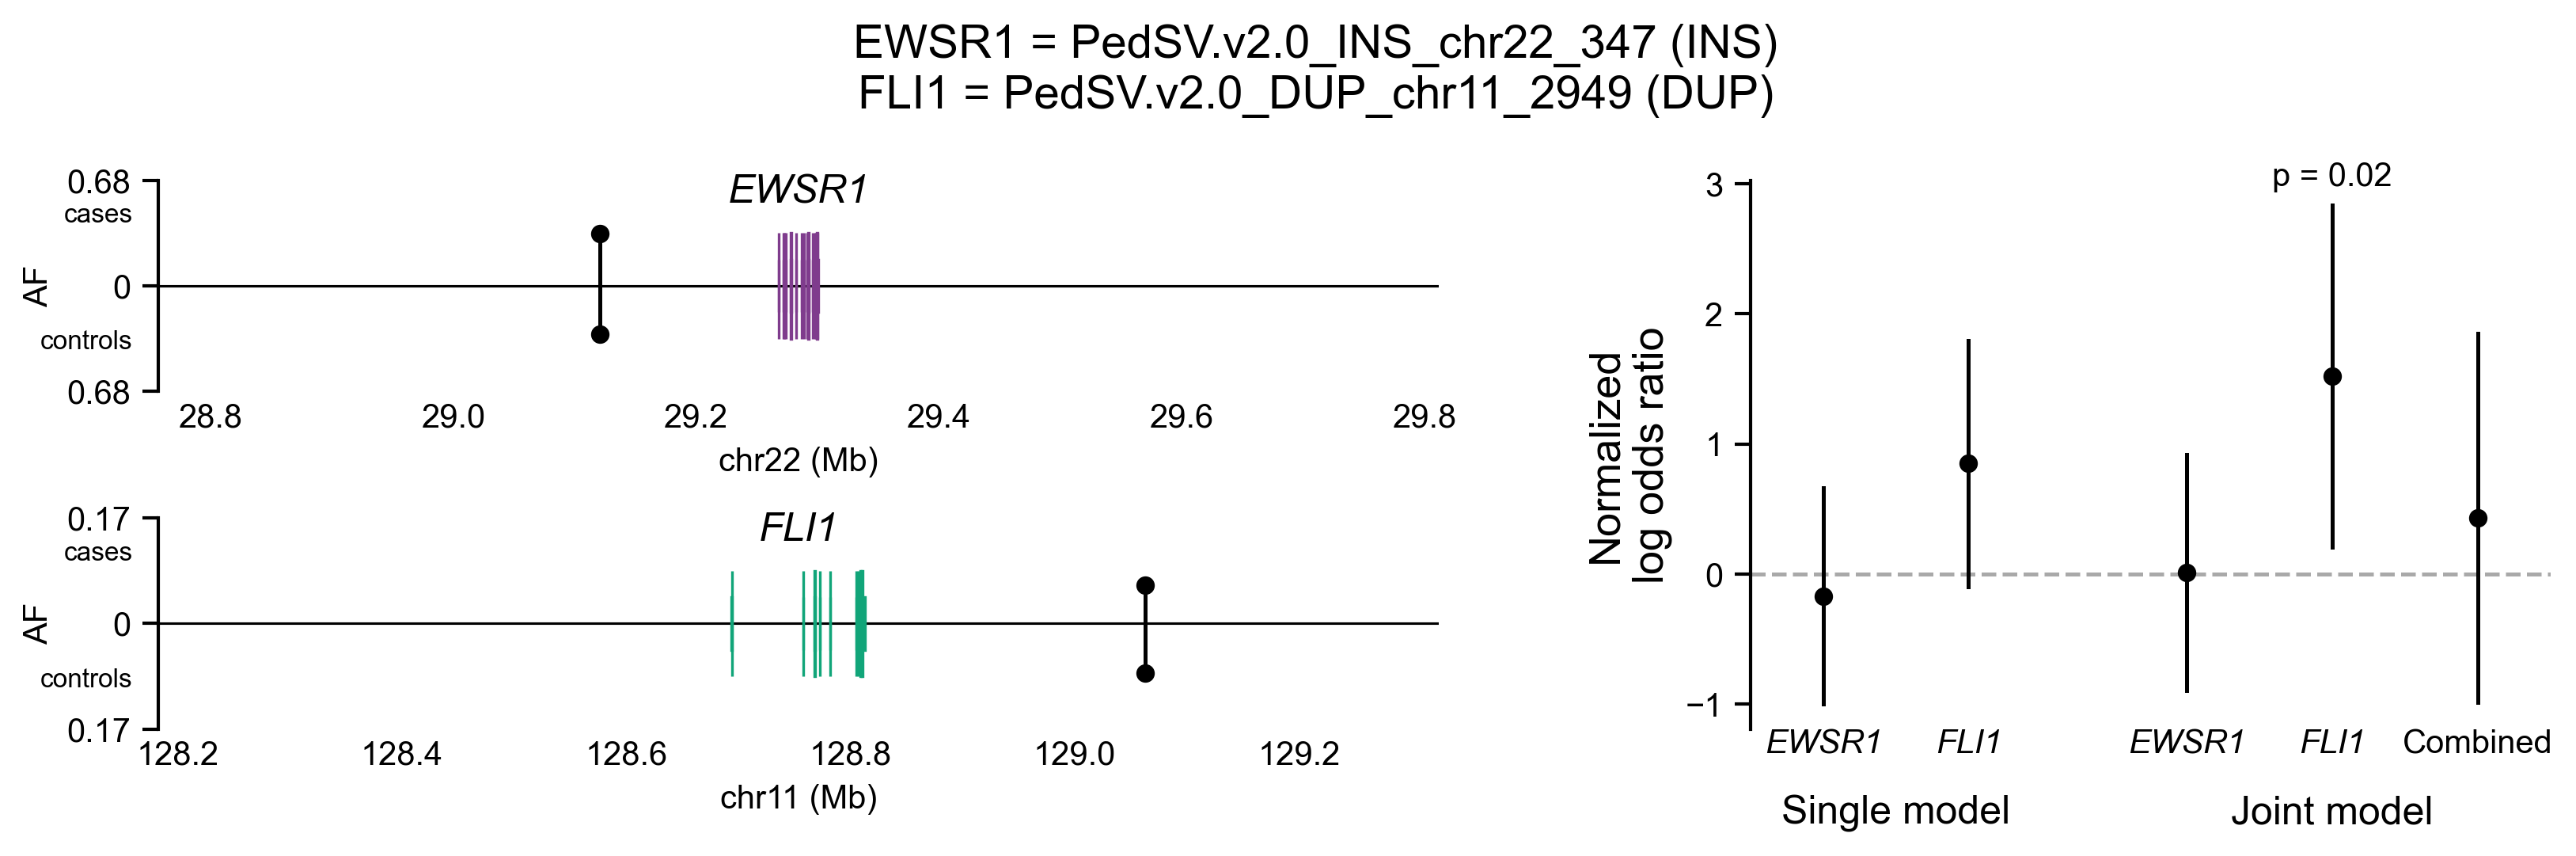 EWSR1 = PedSV.v2.0_INS_chr22_347 (INS)
FLI1 = PedSV.v2.0_DUP_chr11_2949 (DUP)
EWSR1
0.68
cases
0
controls
0.68
AF
28.8 29.0 29.2 29.4 29.6 29.8
chr22 (Mb)
FLI1
0.17
cases
0
controls
0.17
AF
128.2 128.4 128.6 128.8 129.0 129.2
chr11 (Mb)
p = 0.02
3
2
1
0
−1
Normalized
log odds ratio
EWSR1 FLI1 EWSR1 FLI1 Combined
Single model Joint model